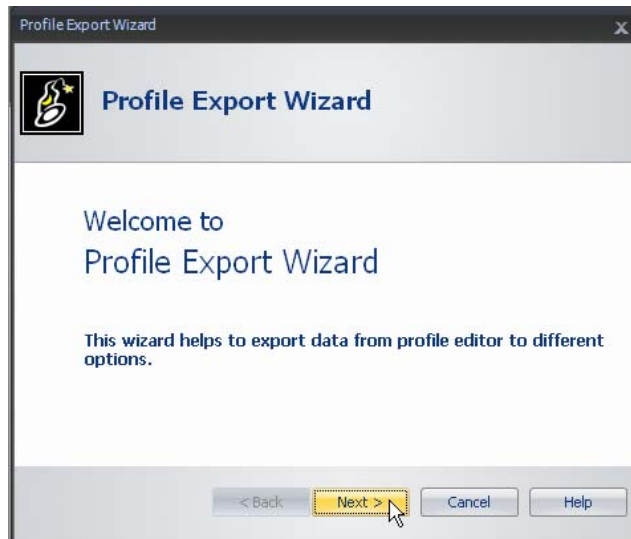 Profile Export Wizard
x
Profile Export Wizard
Welcome to
Profile Export Wizard
This wizard helps to export data from profile editor to different
options.
< Back Next > Cancel Help